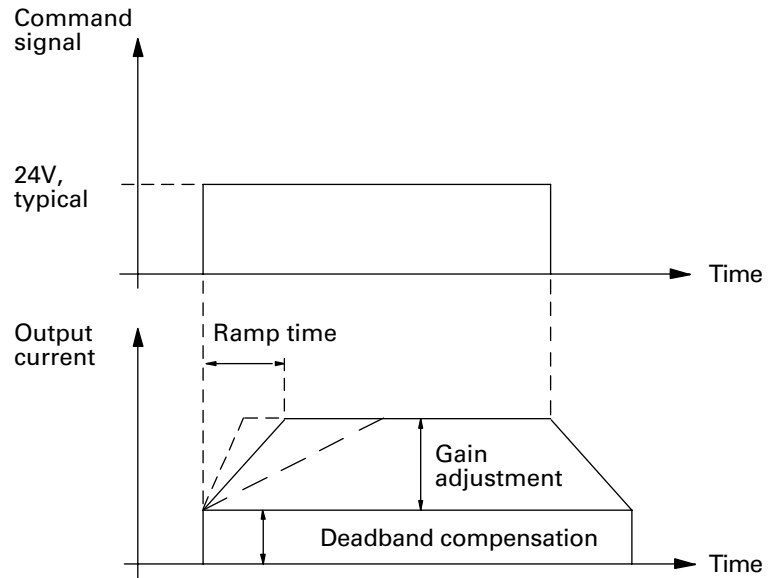 Command
signal
24V,
typical
Time
Output
current
Ramp time
Gain
adjustment
Deadband compensation
Time